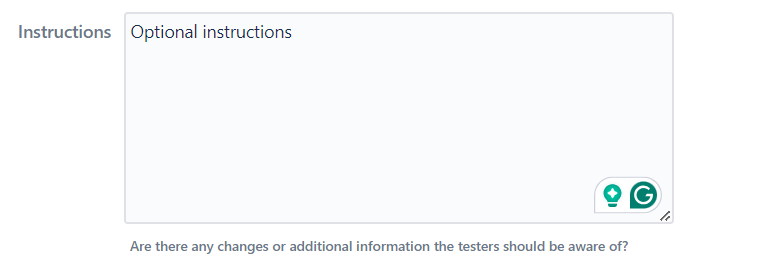 Instructions
Optional instructions
Are there any changes or additional information the testers should be aware of?